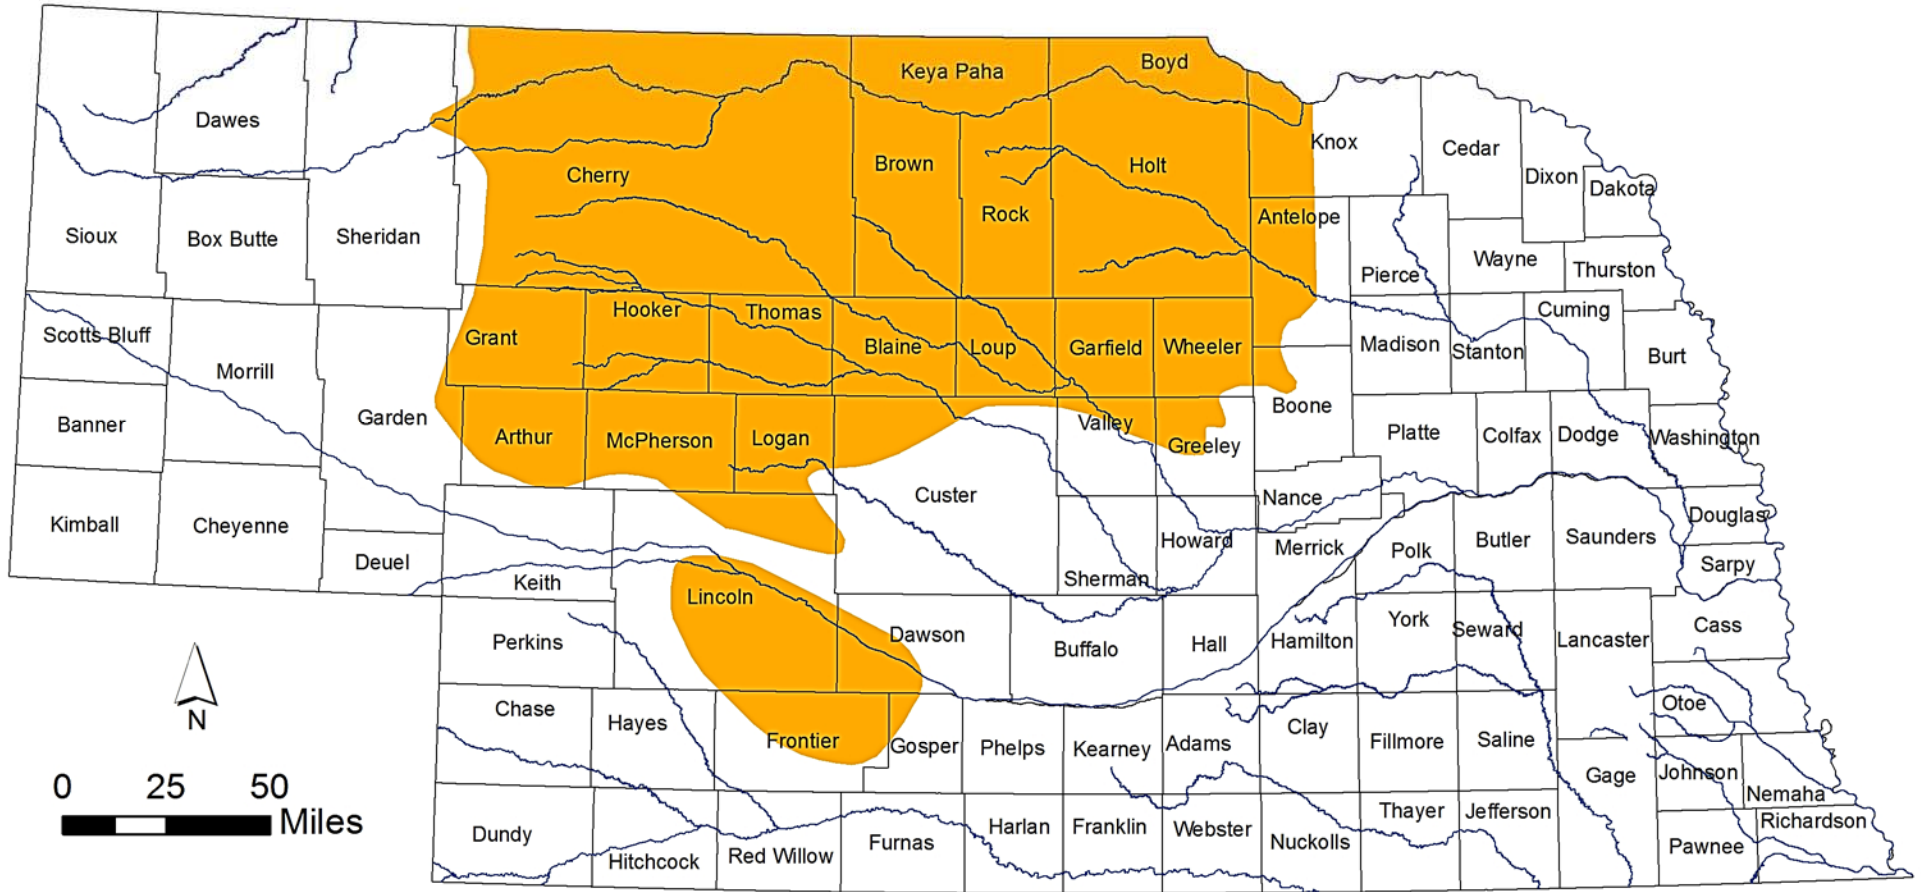 Boyd
Keya Paha
Dawes
Knox
Cedar
Brown
Holt
Cherry
Dixon
Dakota
Rock
Antelope
Sioux
Box Butte
Sheridan
Wayne
Pierce
Thurston
Hooker
Thomas
Cuming
Scotts Bluff
Grant
Blaine
Loup
Garfield
Wheeler
Madison
Stanton
Burt
Morrill
Garden
Boone
Banner
Valley
Arthur
McPherson
Logan
Greeley
Platte
Colfax
Dodge
Washington
Custer
Nance
Kimball
Cheyenne
Douglas
Howard
Merrick
Polk
Butler
Saunders
Deuel
Keith
Sherman
Sarpy
Lincoln
Dawson
Perkins
Buffalo
Hall
Hamilton
York
Seward
Lancaster
Cass
N
Chase
Hayes
Otoe
Frontier
Gosper
Phelps
Kearney
Adams
Clay
Fillmore
Saline
Gage
Johnson
0 25 50
Miles
Nemaha
Dundy
Hitchcock
Red Willow
Furnas
Harlan
Franklin
Webster
Nuckolls
Thayer
Jefferson
Pawnee
Richardson